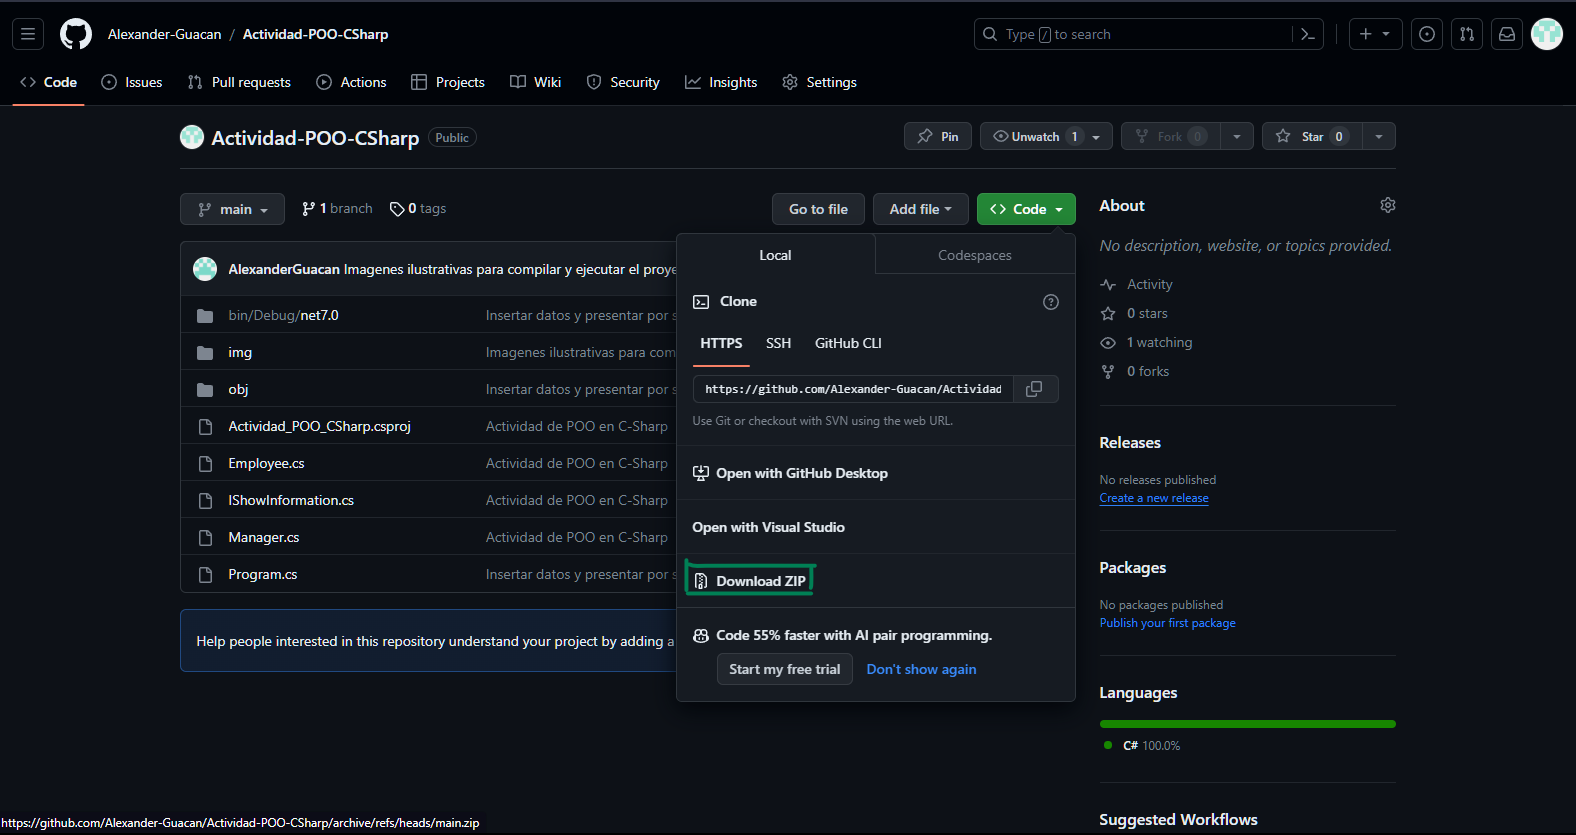 Alexander-Guacan / Actividad-POO-CSharp
Type / to search
Code Issues Pull requests Actions Projects Wiki Security Insights Settings
Actividad-POO-CSharp Public
Pin Unwatch 1 Fork 0 Star 0
main 1 branch 0 tags Go to file Add file Code
AlexanderGuacan Imagenes ilustrativas para compilar y ejecutar el proye
bin/Debug/net7.0 Insertar datos y presentar por s
img Imagenes ilustrativas para com
obj Insertar datos y presentar por s
Actividad_POO_CSharp.csproj Actividad de POO en C-Sharp
Employee.cs Actividad de POO en C-Sharp
IShowInformation.cs Actividad de POO en C-Sharp
Manager.cs Actividad de POO en C-Sharp
Program.cs Insertar datos y presentar por s
Help people interested in this repository understand your project by adding a
Local Codespaces
Clone
HTTPS SSH GitHub CLI
https://github.com/Alexander-Guacan/Actividad
Use Git or checkout with SVN using the web URL.
Open with GitHub Desktop
Open with Visual Studio
Download ZIP
Code 55% faster with AI pair programming.
Start my free trial Don't show again
About
No description, website, or topics provided.
Activity
0 stars
1 watching
0 forks
Releases
No releases published
Create a new release
Packages
No packages published
Publish your first package
Languages
C# 100.0%
Suggested Workflows
https://github.com/Alexander-Guacan/Actividad-POO-CSharp/archive/refs/heads/main.zip